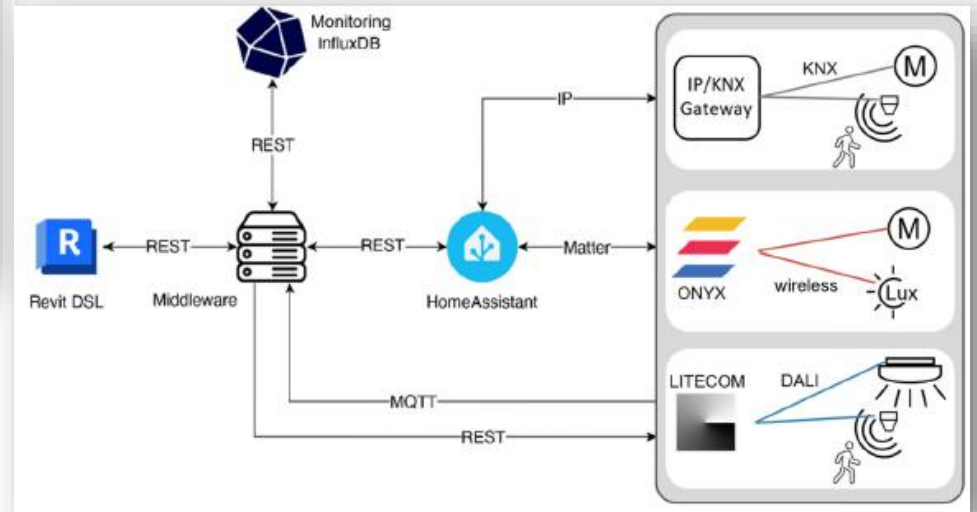 Monitoring
InfluxDB
REST
R
Revit DSL
REST
Middleware
REST
HomeAssistant
IP
Matter
MQTT
REST
IP/KNX
Gateway
KNX
M
ONYX
wireless
M
Lux
LITECOM
DALI